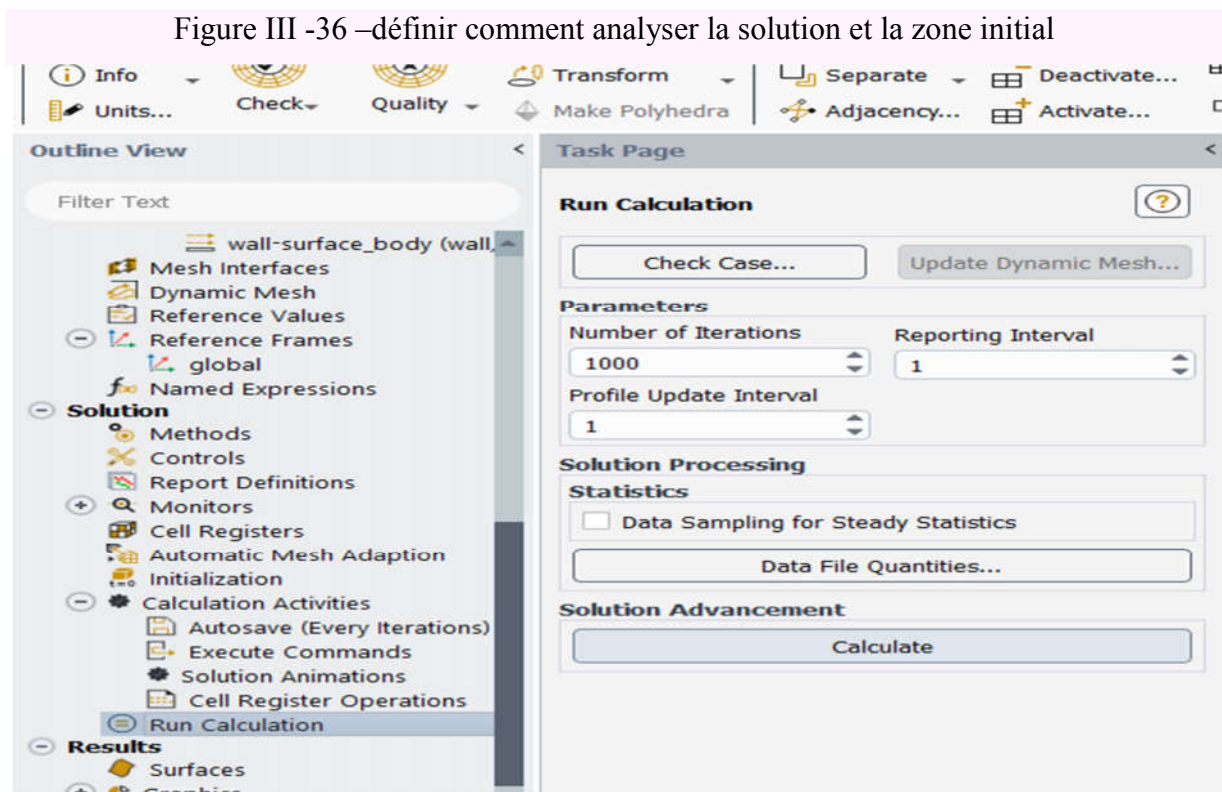 Figure III -36 –définir comment analyser la solution et la zone initial
Info
Units...
Check
Quality
Transform
Make Polyhedra
Separate
Adjacency...
Deactivate...
Activate...
Outline View
Filter Text
wall-surface_body (wall,
Mesh Interfaces
Dynamic Mesh
Reference Values
Reference Frames
global
Named Expressions
Solution
Methods
Controls
Report Definitions
Monitors
Cell Registers
Automatic Mesh Adaption
Initialization
Calculation Activities
Autosave (Every Iterations)
Execute Commands
Solution Animations
Cell Register Operations
Run Calculation
Results
Surfaces
Graphics
Task Page
Run Calculation
Check Case...
Update Dynamic Mesh...
Parameters
Number of Iterations
Reporting Interval
1000
1
Profile Update Interval
1
Solution Processing
Statistics
Data Sampling for Steady Statistics
Data File Quantities...
Solution Advancement
Calculate